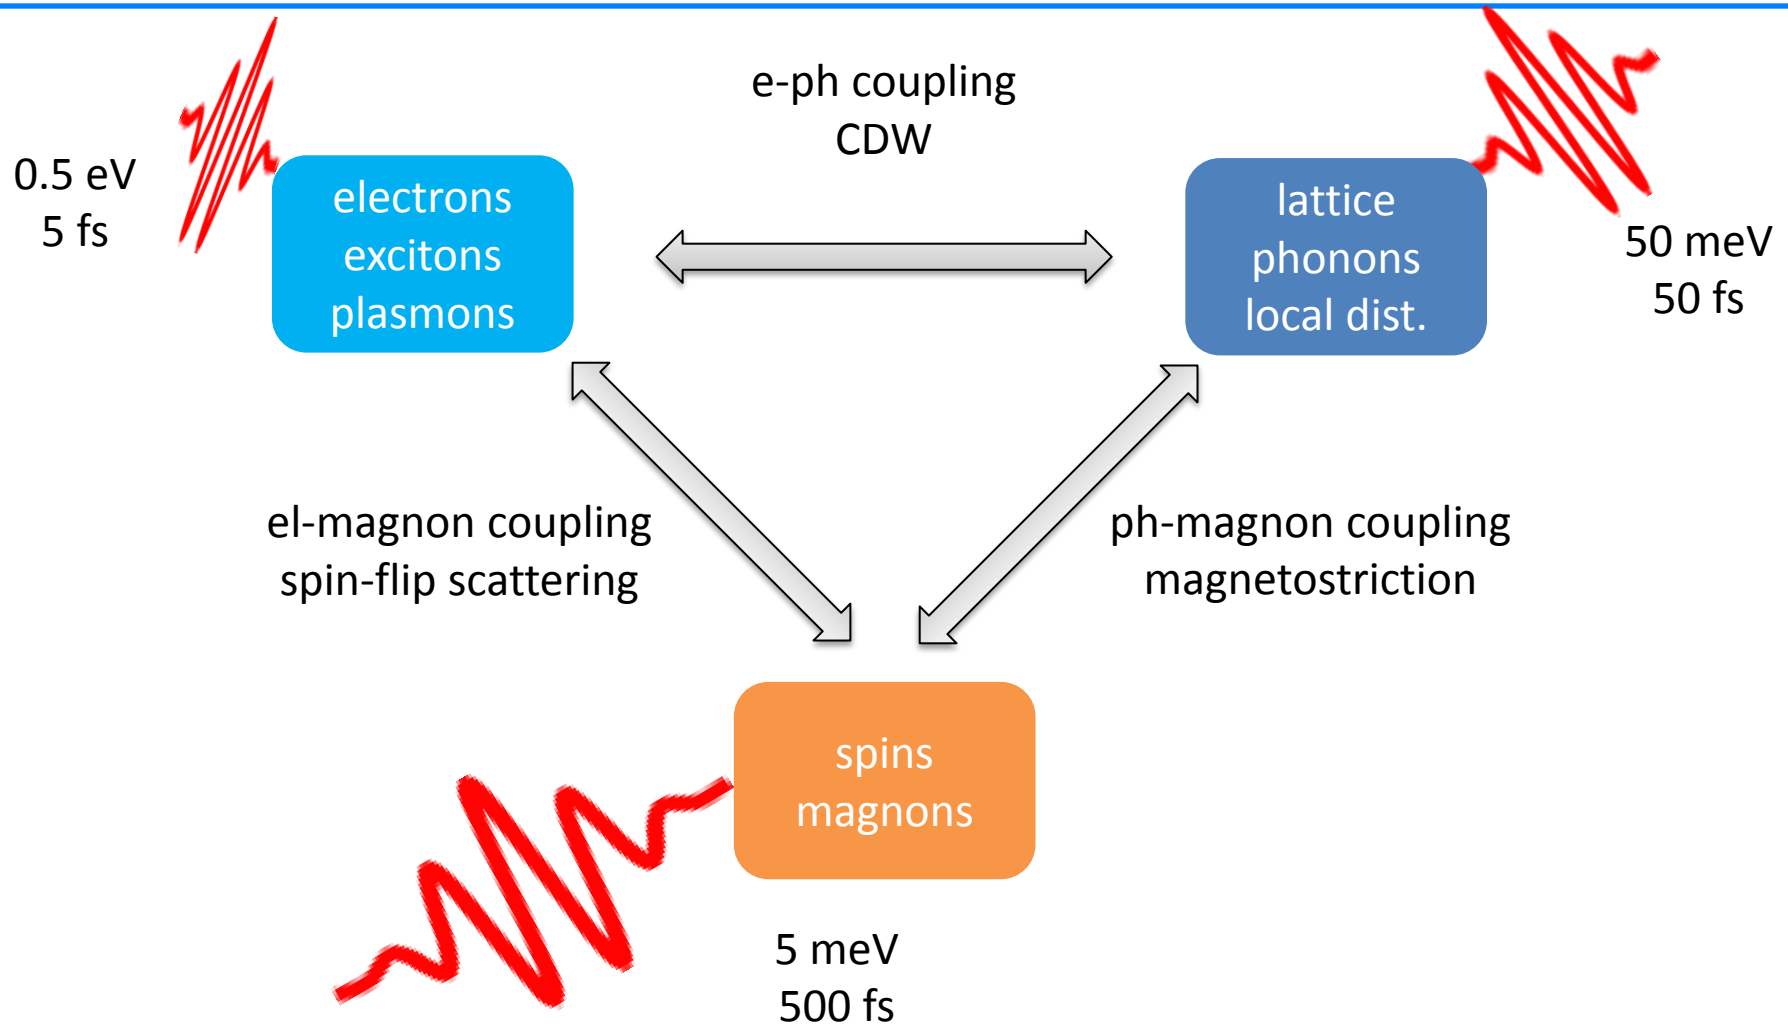 e-ph coupling
CDW
0.5 eV
5 fs
electrons
excitons
plasmons
lattice
phonons
local dist.
50 meV
50 fs
el-magnon coupling
spin-flip scattering
ph-magnon coupling
magnetostriction
spins
magnons
5 meV
500 fs